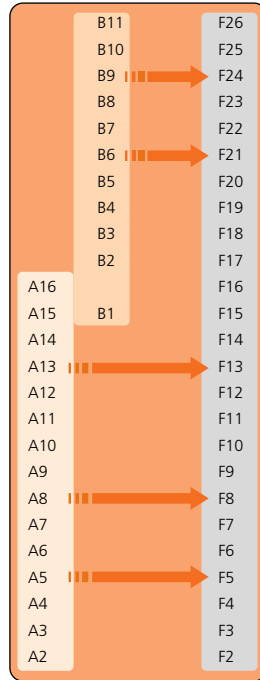 B11 F26
B10 F25
B9 F24
B8 F23
B7 F22
B6 F21
B5 F20
B4 F19
B3 F18
B2 F17
A16 F16
A15 B1 F15
A14 F14
A13 F13
A12 F12
A11 F11
A10 F10
A9 F9
A8 F8
A7 F7
A6 F6
A5 F5
A4 F4
A3 F3
A2 F2